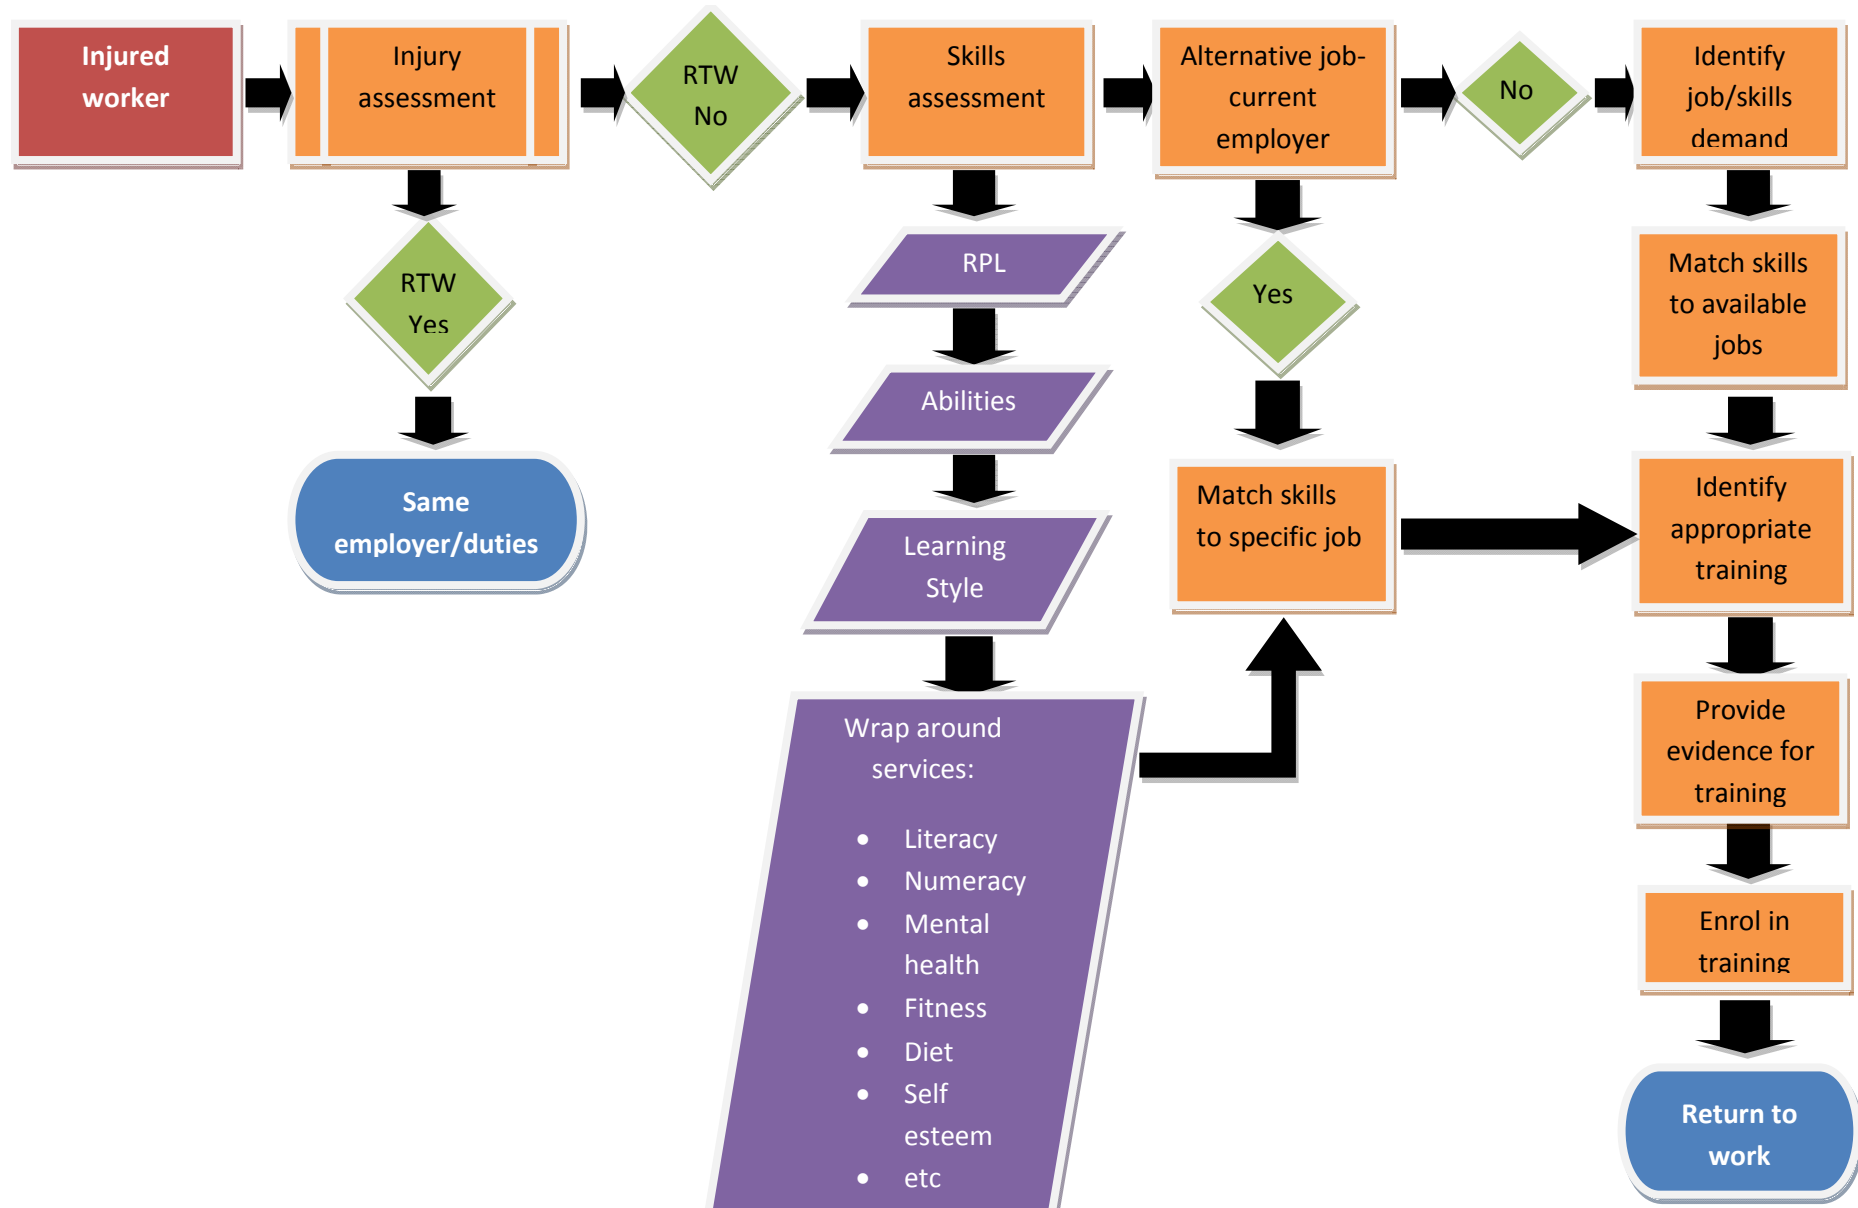 Injured
worker
Injury
assessment
RTW
No
Skills
assessment
Alternative job-
current
employer
No
Identify
job/skills
demand
RTW
Yes
Same
employer/duties
RPL
Abilities
Learning
Style
Wrap around
services:
• Literacy
• Numeracy
• Mental
health
• Fitness
• Diet
• Self
esteem
• etc
Yes
Match skills
to specific job
Match skills
to available
jobs
Identify
appropriate
training
Provide
evidence for
training
Enrol in
training
Return to
work